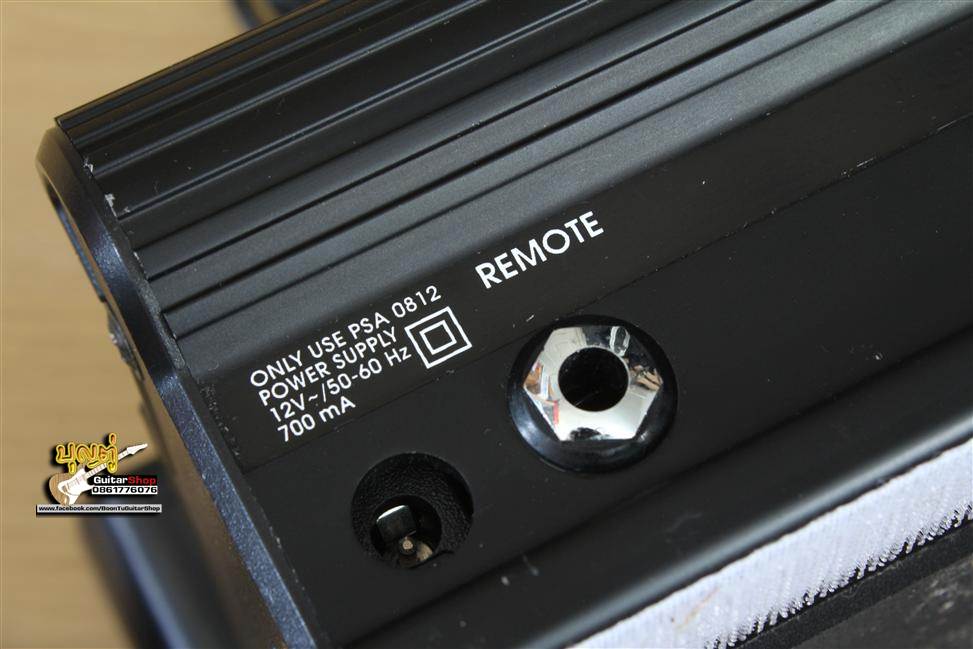 REMOTE
ONLY USE PSA 0812
POWER SUPPLY
12V~/50-60 Hz
700 mA
บุญตู่
GuitarShop
0861776076
www.facebook.com/BoonTuGuitarShop